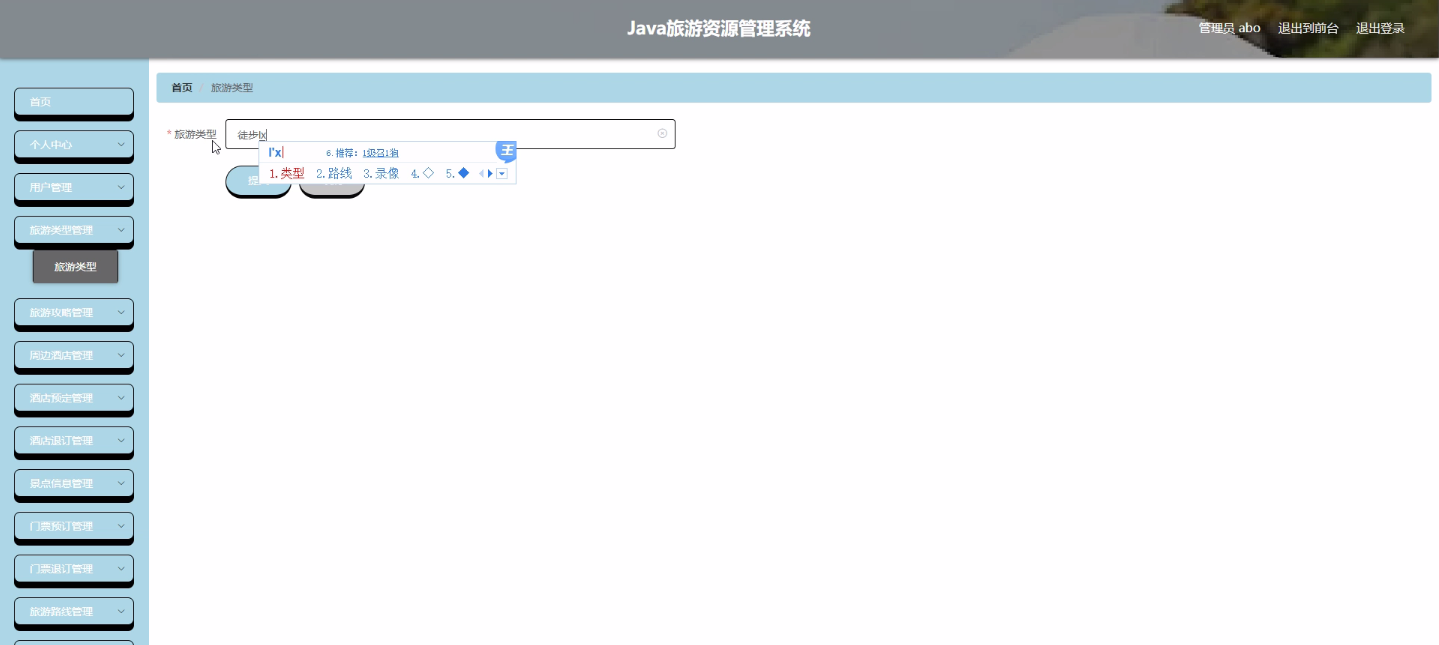 Java旅游资源管理系统
管理员 abo
退出到前台
退出登录
首页
个人中心
用户管理
旅游类型管理
旅游类型
旅游攻略管理
周边酒店管理
酒店预定管理
酒店退订管理
景点信息管理
门票预订管理
门票退订管理
旅游路线管理
首页 / 旅游类型
* 旅游类型
徒步lx
l'x 6.推荐：1级召1猹
1.类型 2.路线 3.录像 4.◇ 5.◆